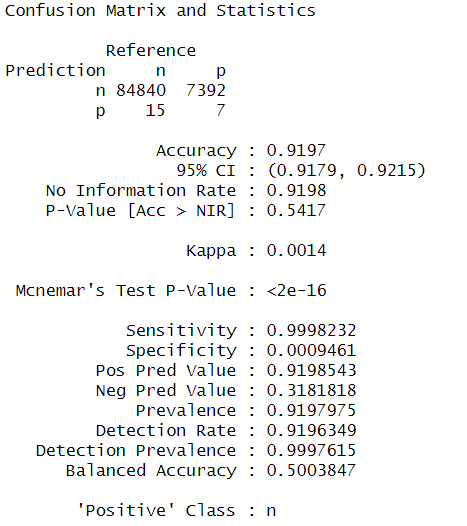 Confusion Matrix and Statistics
Reference
Prediction n p
n 84840 7392
p 15 7
Accuracy : 0.9197
95% CI : (0.9179, 0.9215)
No Information Rate : 0.9198
P-Value [Acc > NIR] : 0.5417
Kappa : 0.0014
Mcnemar's Test P-Value : <2e-16
Sensitivity : 0.9998232
Specificity : 0.0009461
Pos Pred Value : 0.9198543
Neg Pred Value : 0.3181818
Prevalence : 0.9197975
Detection Rate : 0.9196349
Detection Prevalence : 0.9997615
Balanced Accuracy : 0.5003847
'Positive' Class : n